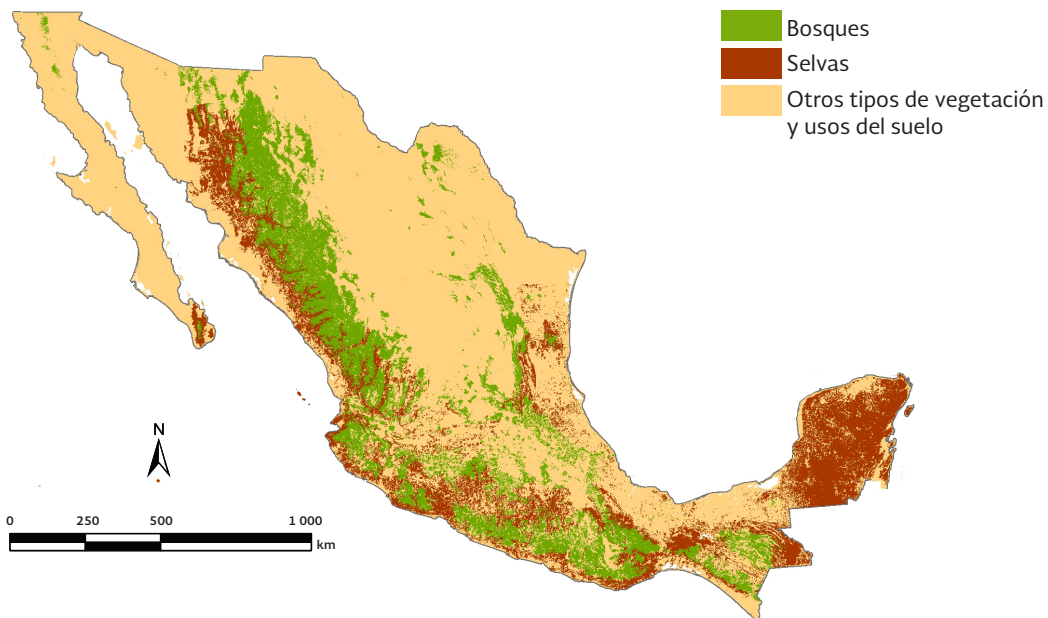 Bosques
Selvas
Otros tipos de vegetación
y usos del suelo
N
0 250 500 1 000
km